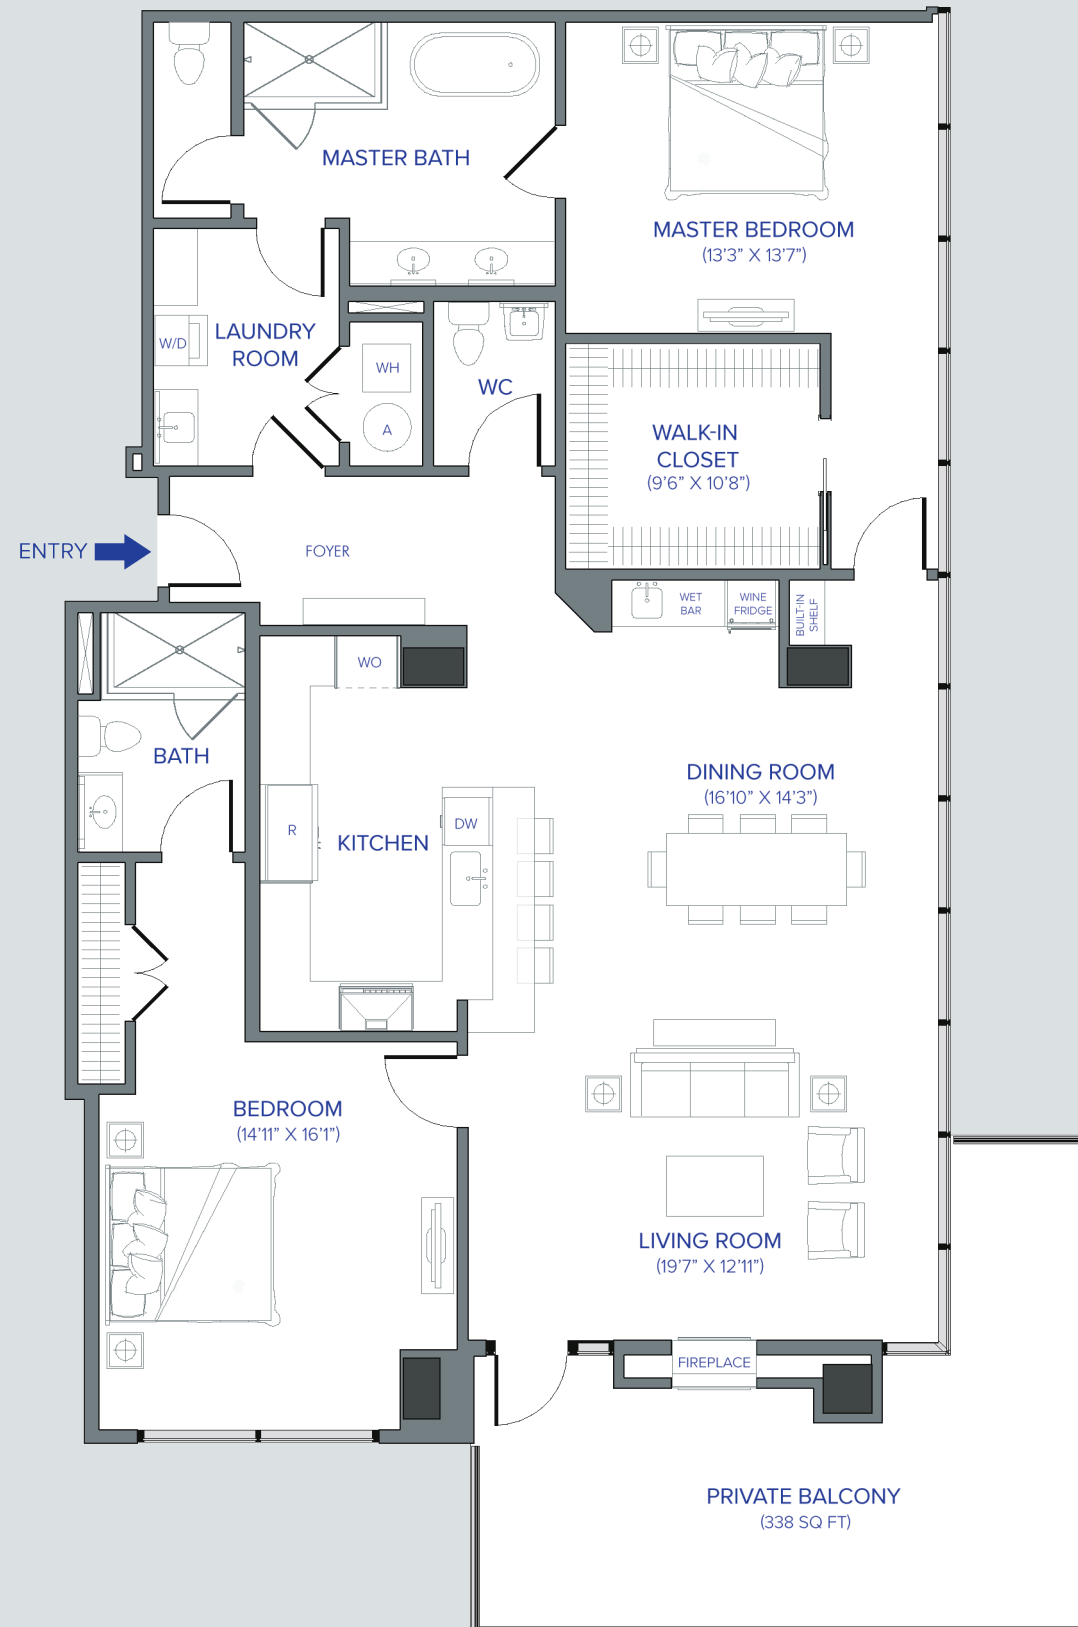 MASTER BATH
MASTER BEDROOM
(13'3" X 13'7")
LAUNDRY
ROOM
W/D
WH
A
WC
WALK-IN
CLOSET
(9'6" X 10'8")
ENTRY
FOYER
WET
BAR
WINE
FRIDGE
BUILT-IN
SHELF
WO
BATH
DINING ROOM
(16'10" X 14'3")
R
KITCHEN
DW
BEDROOM
(14'11" X 16'1")
LIVING ROOM
(19'7" X 12'11")
FIREPLACE
PRIVATE BALCONY
(338 SQ FT)